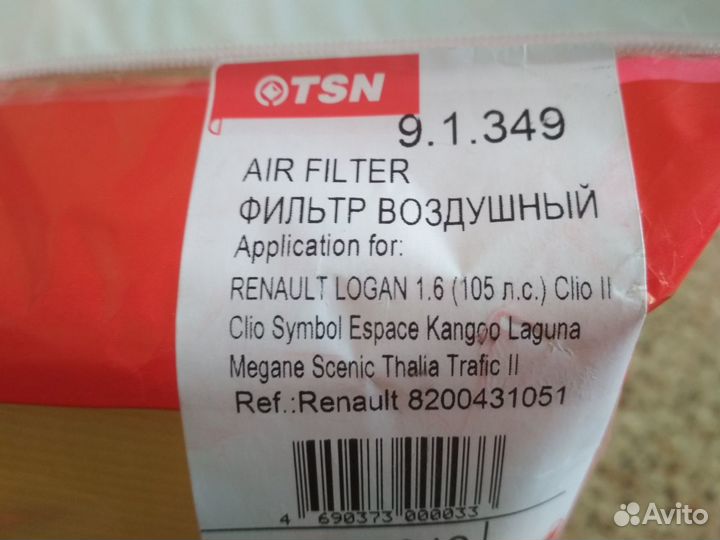 TSN
9.1.349
AIR FILTER
ФИЛЬТР ВОЗДУШНЫЙ
Application for:
RENAULT LOGAN 1.6 (105 л.с.) Clio II
Clio Symbol Espace Kangoo Laguna
Megane Scenic Thalia Trafic II
Ref.:Renault 8200431051
4 690373 000033
Avito